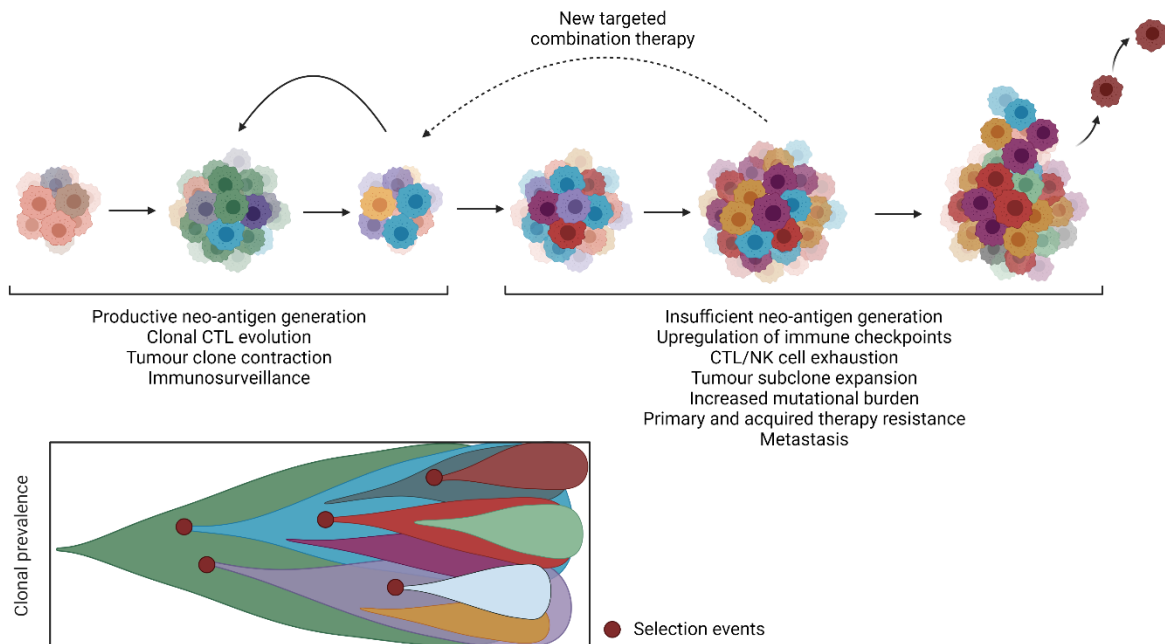 New targeted
combination therapy
Productive neo-antigen generation
Clonal CTL evolution
Tumour clone contraction
Immunosurveillance
Insufficient neo-antigen generation
Upregulation of immune checkpoints
CTL/NK cell exhaustion
Tumour subclone expansion
Increased mutational burden
Primary and acquired therapy resistance
Metastasis
Clonal prevalence
Selection events